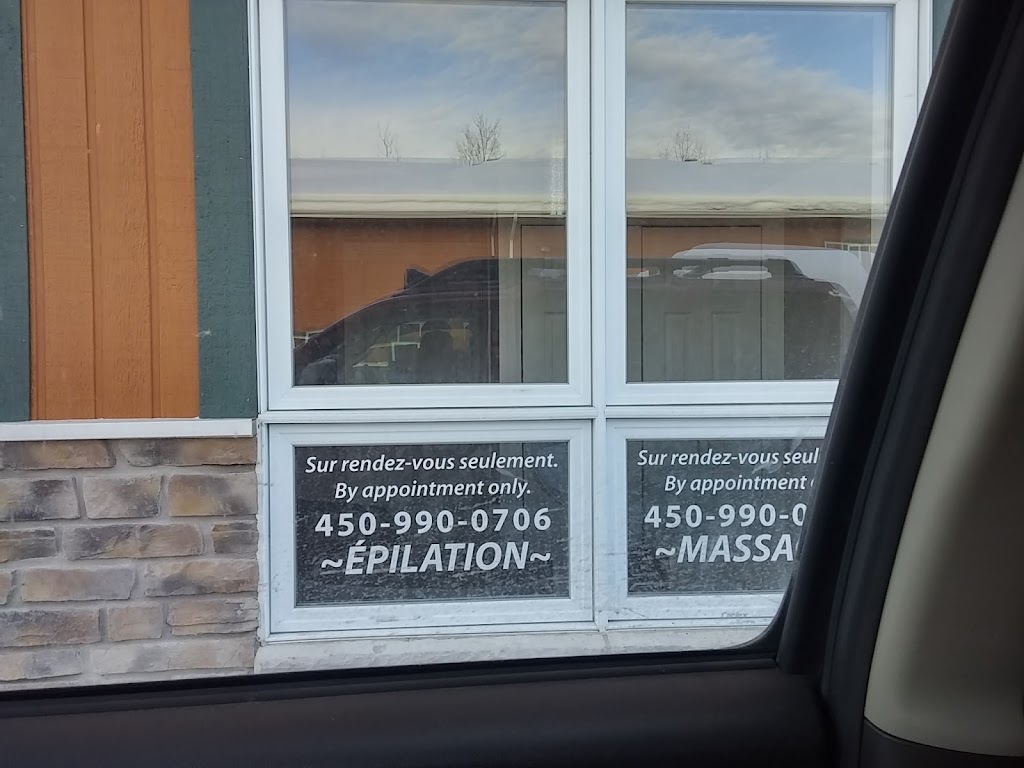 Sur rendez-vous seulement.
By appointment only.
450-990-0706
~ÉPILATION~
Sur rendez-vous seul
By appointment
450-990-0
~MASSA